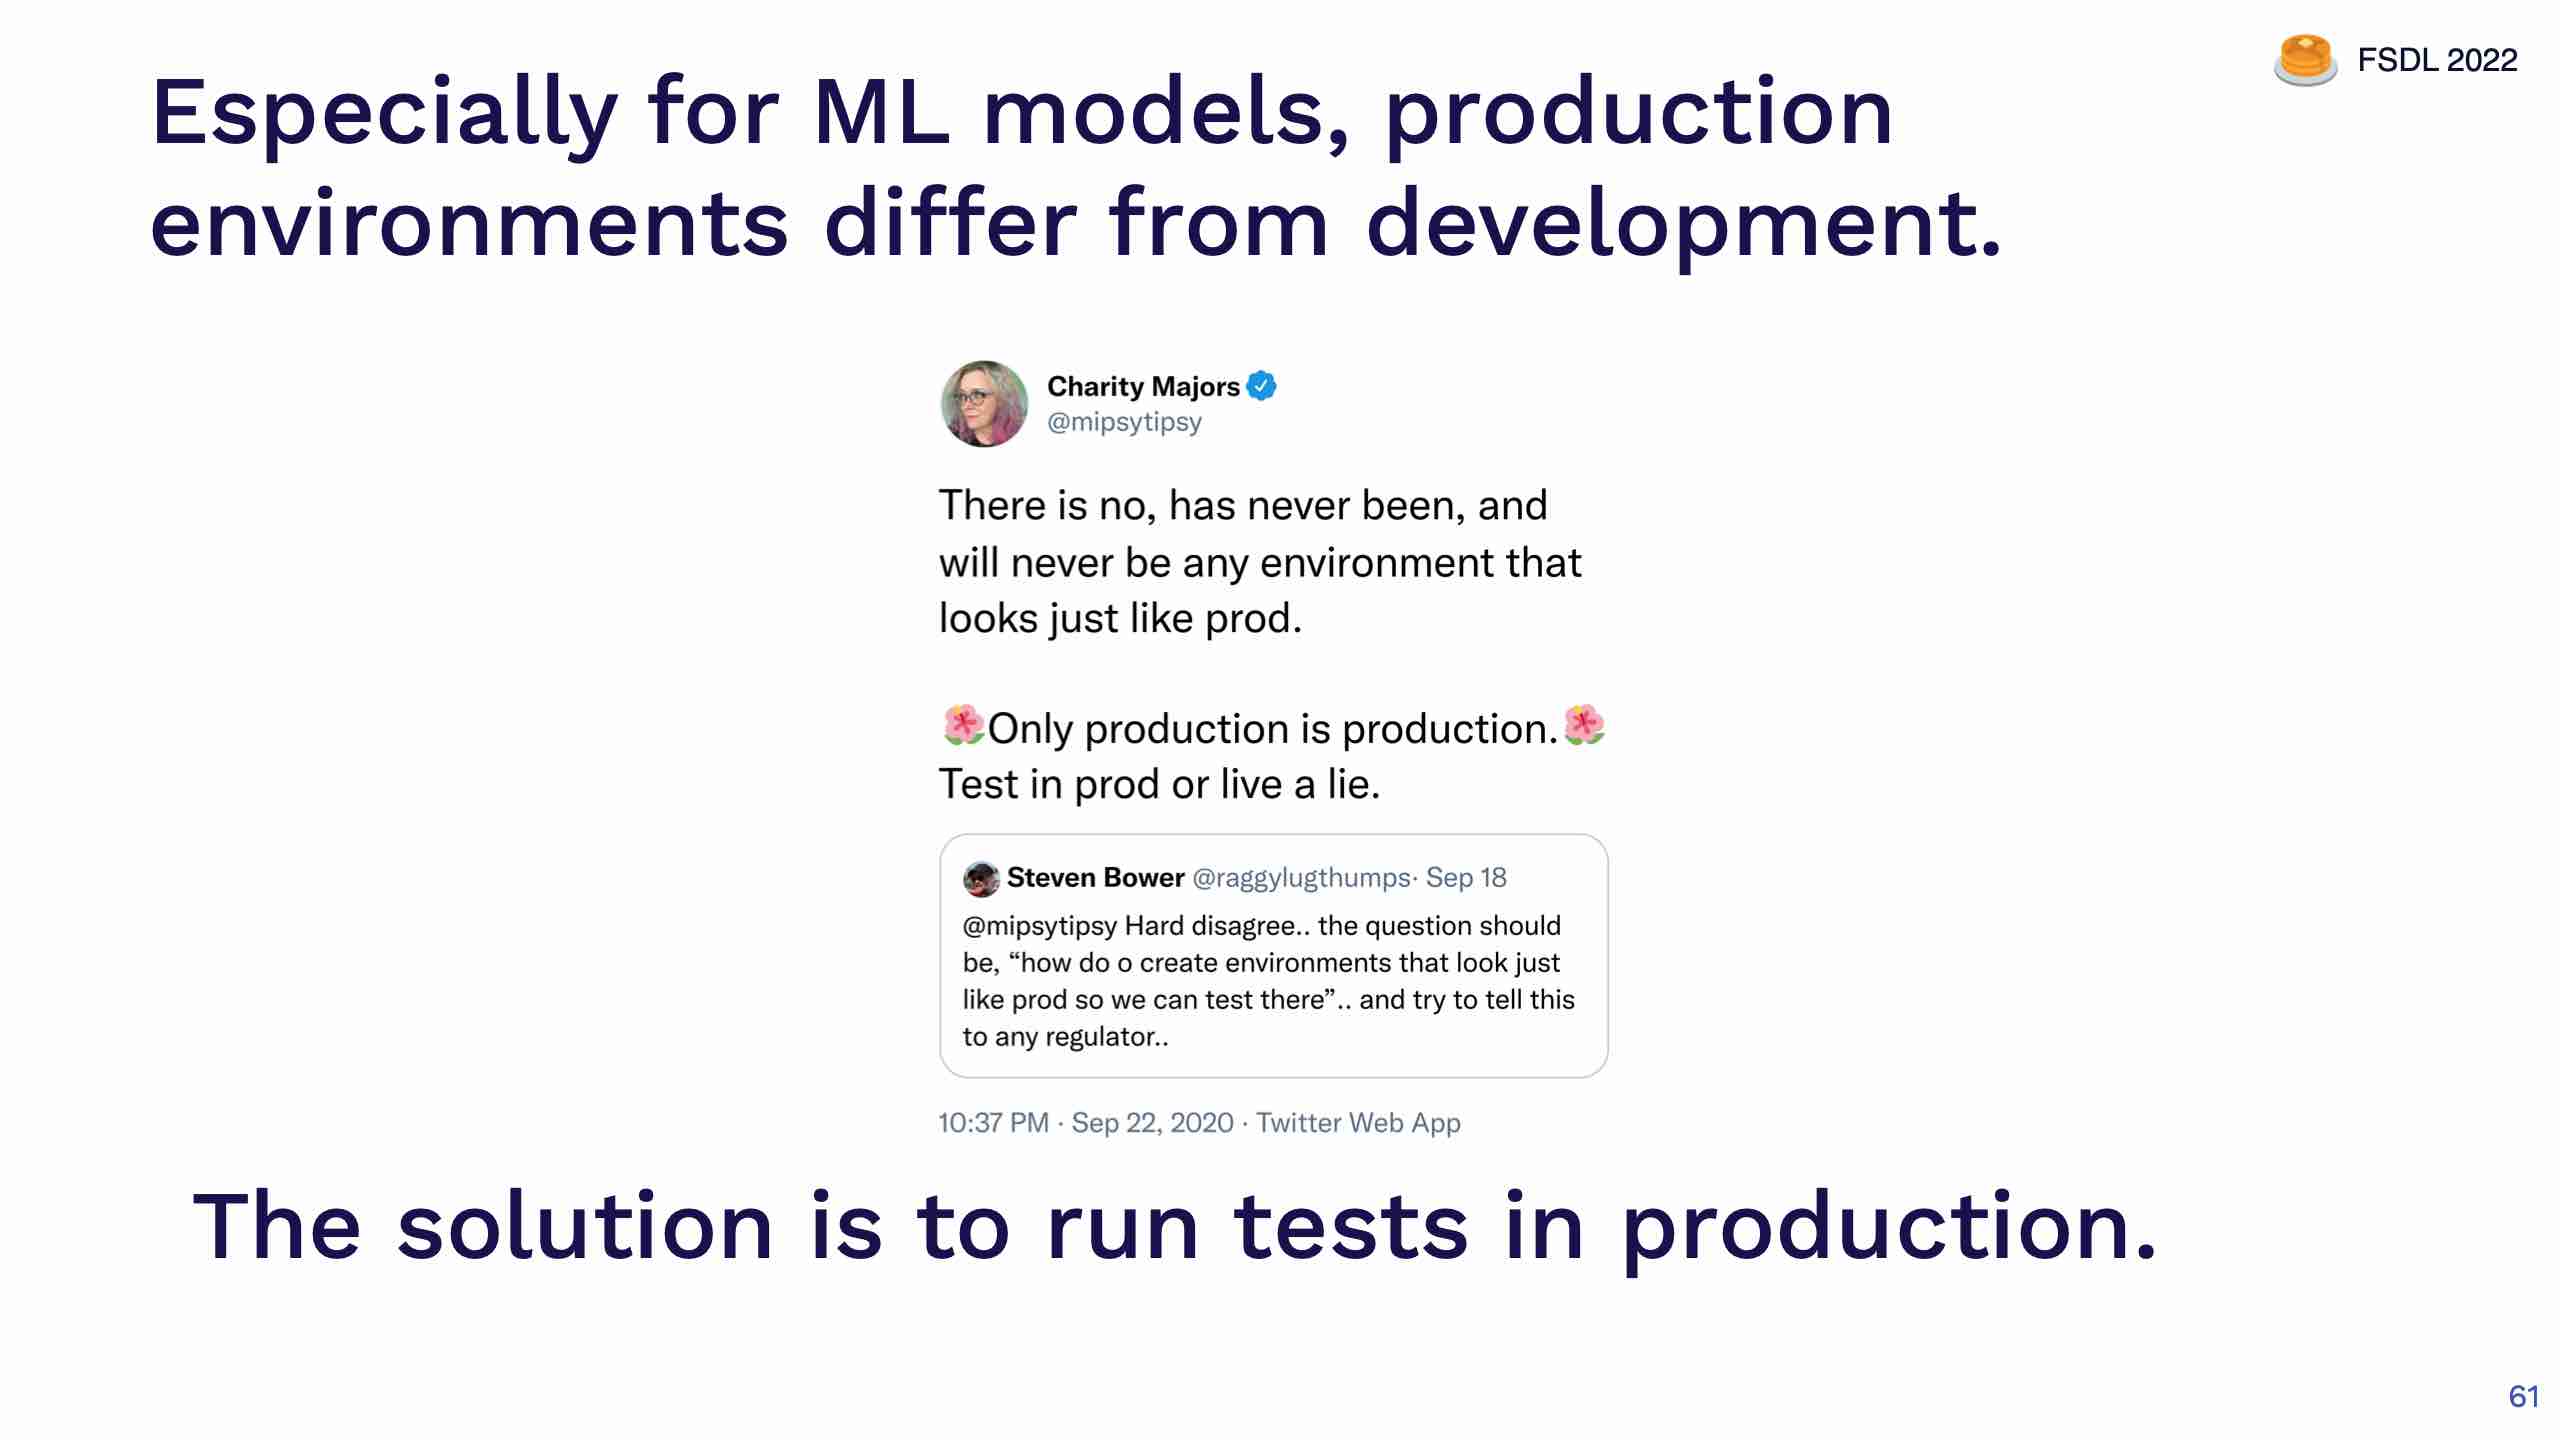 Especially for ML models, production
environments differ from development.
FSDL 2022
Charity Majors
@mipsytipsy
There is no, has never been, and
will never be any environment that
looks just like prod.
🌺Only production is production.🌺
Test in prod or live a lie.
Steven Bower @raggylugthumps· Sep 18
@mipsytipsy Hard disagree.. the question should
be, “how do o create environments that look just
like prod so we can test there”.. and try to tell this
to any regulator..
10:37 PM · Sep 22, 2020 · Twitter Web App
The solution is to run tests in production.
61